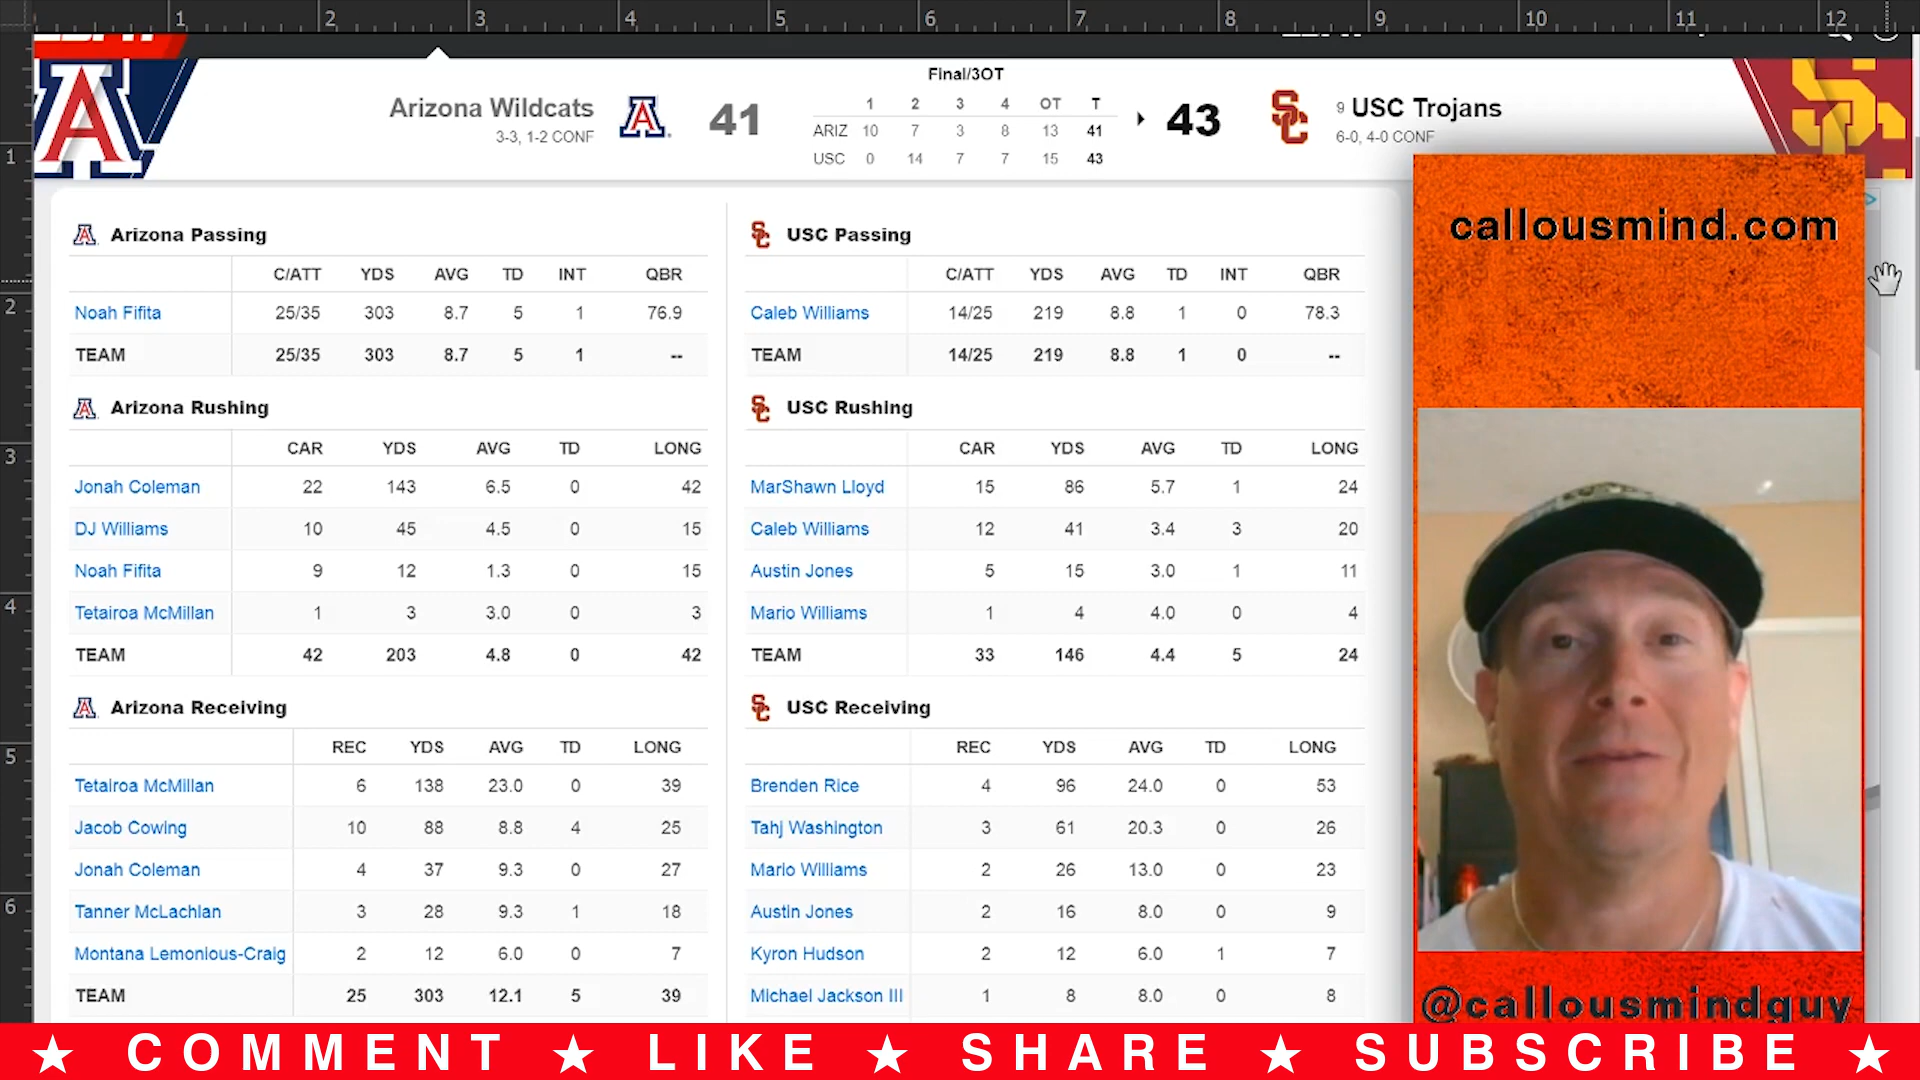 1 2 3 4 5 6 7 8 9 10 11 12
1
2
3
4
5
6
Final/3OT
Arizona Wildcats
3-3, 1-2 CONF
41
1 2 3 4 OT T
ARIZ 10 7 3 8 13 41
USC 0 14 7 7 15 43
43
9 USC Trojans
6-0, 4-0 CONF
Arizona Passing
C/ATT YDS AVG TD INT QBR
Noah Fifita 25/35 303 8.7 5 1 76.9
TEAM 25/35 303 8.7 5 1 --
Arizona Rushing
CAR YDS AVG TD LONG
Jonah Coleman 22 143 6.5 0 42
DJ Williams 10 45 4.5 0 15
Noah Fifita 9 12 1.3 0 15
Tetairoa McMillan 1 3 3.0 0 3
TEAM 42 203 4.8 0 42
Arizona Receiving
REC YDS AVG TD LONG
Tetairoa McMillan 6 138 23.0 0 39
Jacob Cowing 10 88 8.8 4 25
Jonah Coleman 4 37 9.3 0 27
Tanner McLachlan 3 28 9.3 1 18
Montana Lemonious-Craig 2 12 6.0 0 7
TEAM 25 303 12.1 5 39
USC Passing
C/ATT YDS AVG TD INT QBR
Caleb Williams 14/25 219 8.8 1 0 78.3
TEAM 14/25 219 8.8 1 0 --
USC Rushing
CAR YDS AVG TD LONG
MarShawn Lloyd 15 86 5.7 1 24
Caleb Williams 12 41 3.4 3 20
Austin Jones 5 15 3.0 1 11
Mario Williams 1 4 4.0 0 4
TEAM 33 146 4.4 5 24
USC Receiving
REC YDS AVG TD LONG
Brenden Rice 4 96 24.0 0 53
Tahj Washington 3 61 20.3 0 26
Mario Williams 2 26 13.0 0 23
Austin Jones 2 16 8.0 0 9
Kyron Hudson 2 12 6.0 1 7
Michael Jackson III 1 8 8.0 0 8
callousmind.com
@callousmindguy
★ COMMENT ★ LIKE ★ SHARE ★ SUBSCRIBE ★